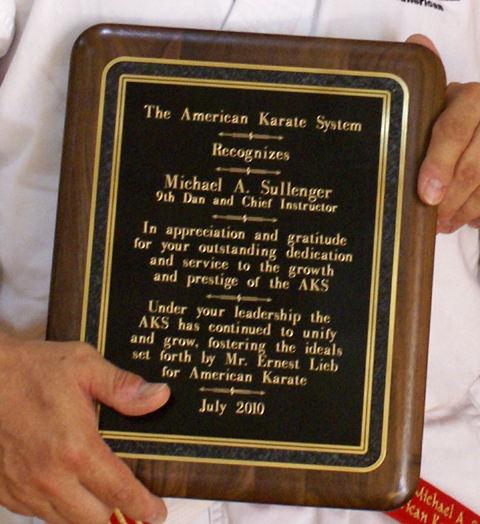 American
The American Karate System
Recognizes
Michael A. Sullenger
9th Dan and Chief Instructor
In appreciation and gratitude
for your outstanding dedication
and service to the growth
and prestige of the AKS
Under your leadership the
AKS has continued to unify
and grow, fostering the ideals
set forth by Mr. Ernest Lieb
for American Karate
July 2010
Michael A.